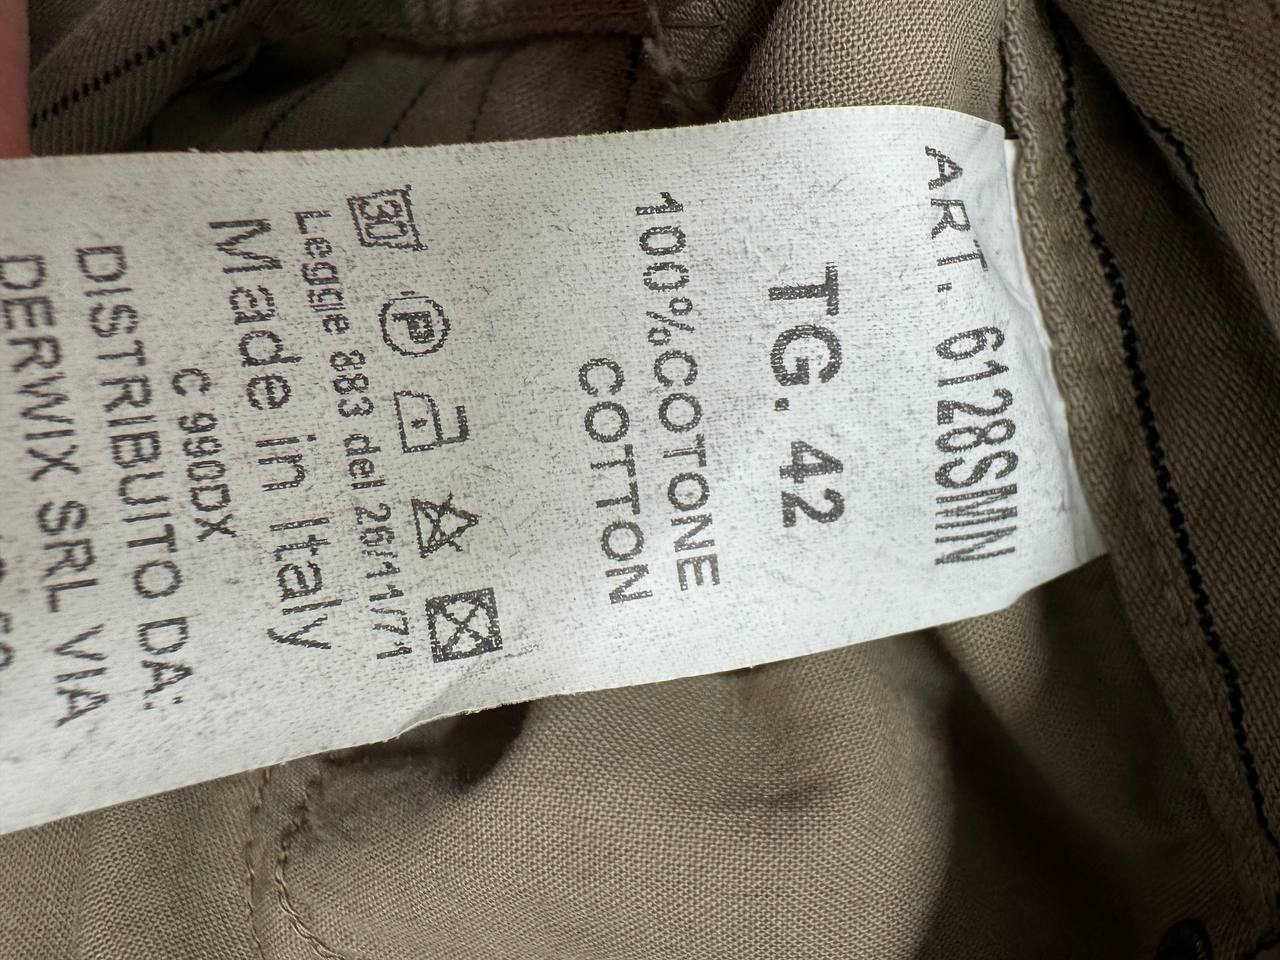 ART. 6128SMN
TG. 42
100%COTONE
COTTON
30 P
Legge 883 del 26/11/71
Made in Italy
C 990DX
DISTRIBUITO DA:
DERWIX SRL VIA